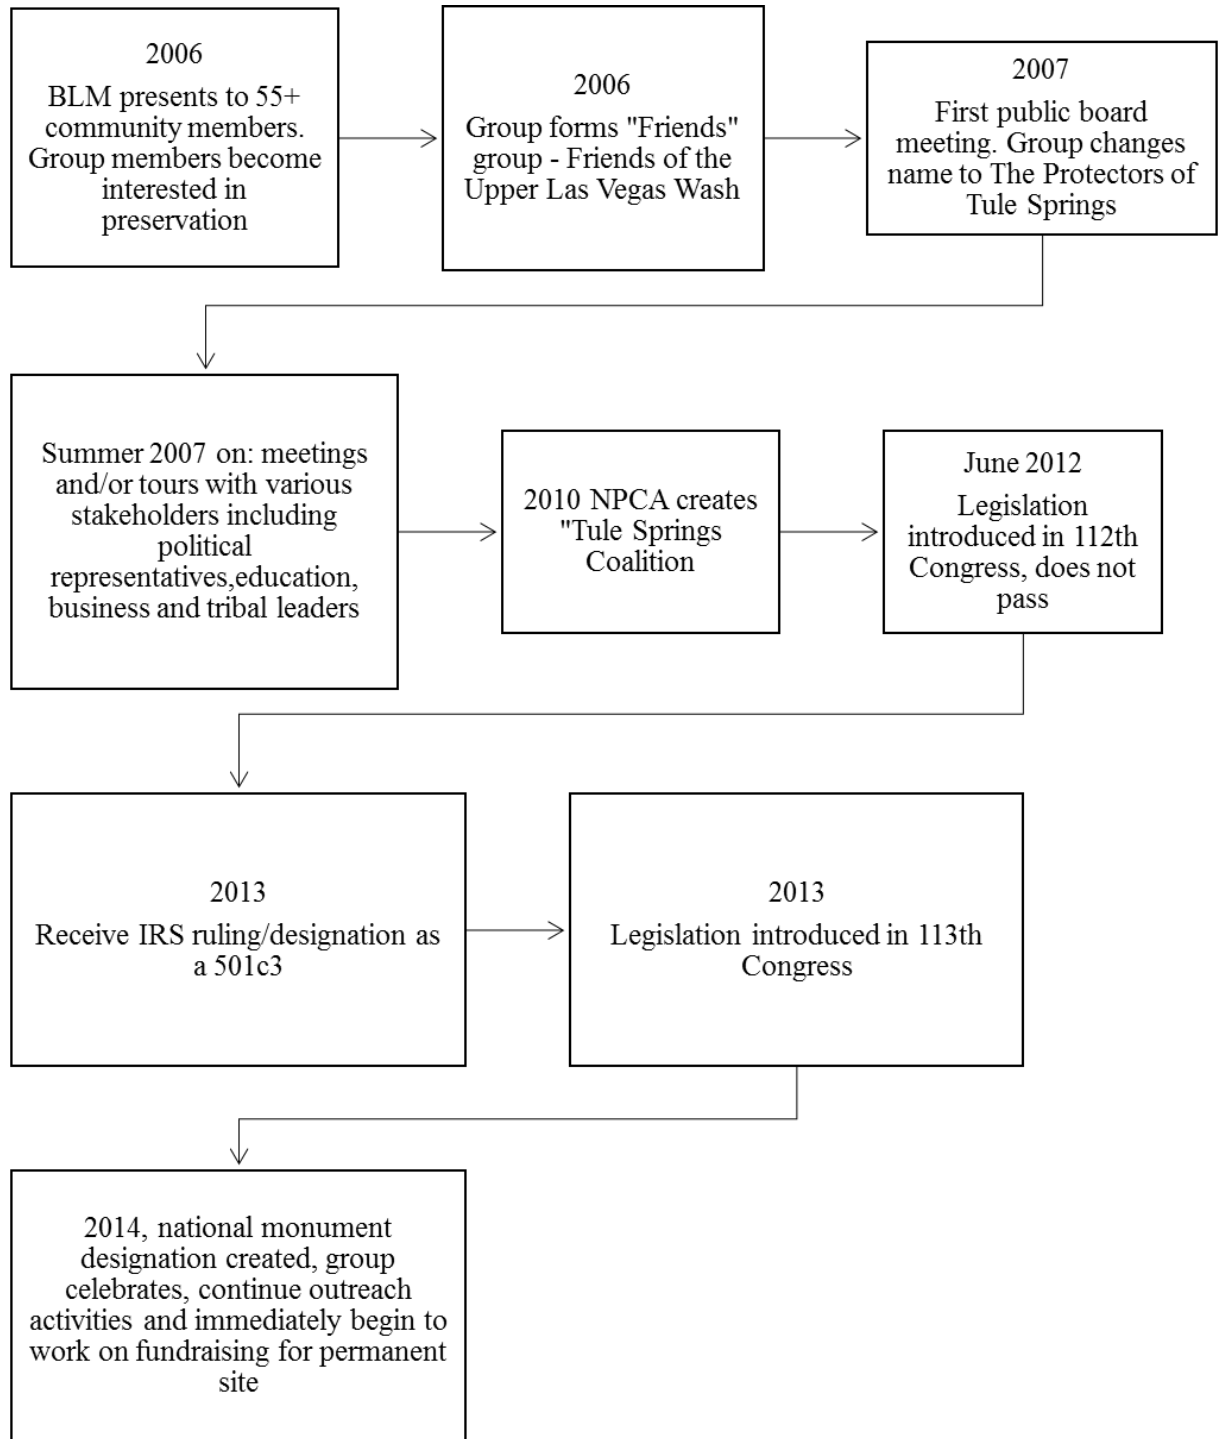 2006
BLM presents to 55+
community members.
Group members become
interested in
preservation
2006
Group forms "Friends"
group - Friends of the
Upper Las Vegas Wash
2007
First public board
meeting. Group changes
name to The Protectors of
Tule Springs
Summer 2007 on: meetings
and/or tours with various
stakeholders including
political
representatives,education,
business and tribal leaders
2010 NPCA creates
"Tule Springs
Coalition
June 2012
Legislation
introduced in 112th
Congress, does not
pass
2013
Receive IRS ruling/designation as
a 501c3
2013
Legislation introduced in 113th
Congress
2014, national monument
designation created, group
celebrates, continue outreach
activities and immediately begin to
work on fundraising for permanent
site